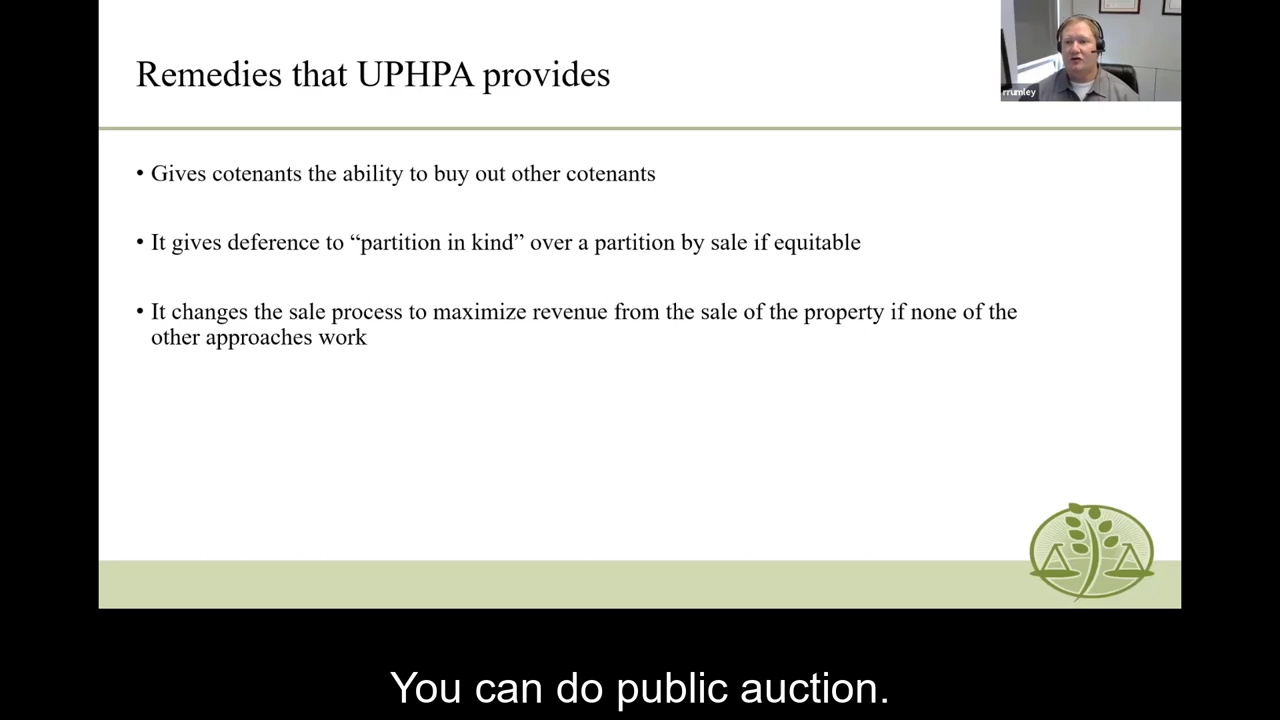 Remedies that UPHPA provides
rrumley
• Gives cotenants the ability to buy out other cotenants
• It gives deference to “partition in kind” over a partition by sale if equitable
• It changes the sale process to maximize revenue from the sale of the property if none of the
other approaches work
You can do public auction.